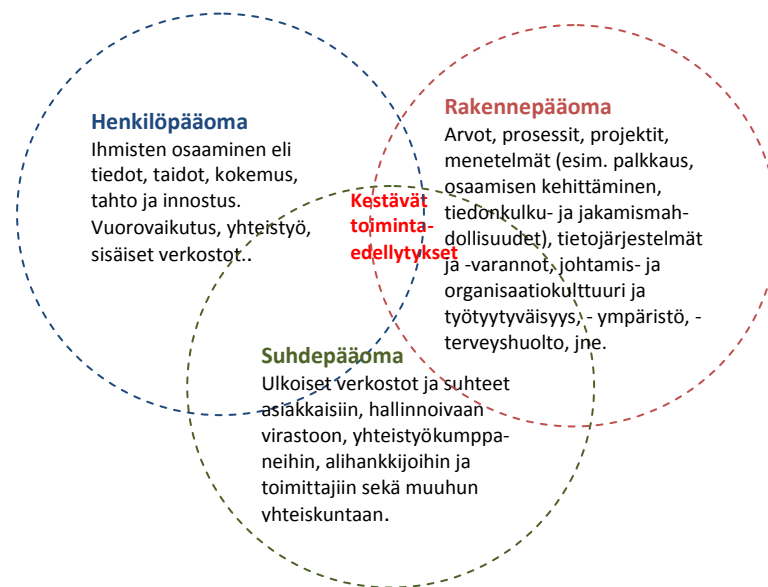 Henkilöpääoma
Ihmisten osaaminen eli
tiedot, taidot, kokemus,
tahto ja innostus.
Vuorovaikutus, yhteistyö,
sisäiset verkostot..
Rakennepääoma
Arvot, prosessit, projektit,
menetelmät (esim. palkkaus,
osaamisen kehittäminen,
tiedonkulku- ja jakamismah-
dollisuudet), tietojärjestelmät
ja -varannot, johtamis- ja
organisaatiokulttuuri ja
työtyytyväisyys, - ympäristö, -
terveyshuolto, jne.
Kestävät
toiminta-
edellytykset
Suhdepääoma
Ulkoiset verkostot ja suhteet
asiakkaisiin, hallinnoivaan
virastoon, yhteistyökumppa-
neihin, alihankkijoihin ja
toimittajiin sekä muuhun
yhteiskuntaan.